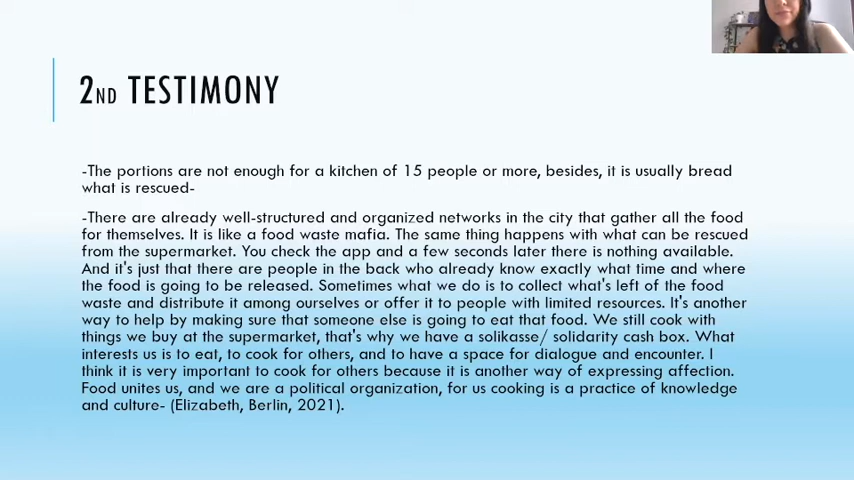 2ND TESTIMONY
-The portions are not enough for a kitchen of 15 people or more, besides, it is usually bread
what is rescued-
-There are already well-structured and organized networks in the city that gather all the food
for themselves. It is like a food waste mafia. The same thing happens with what can be rescued
from the supermarket. You check the app and a few seconds later there is nothing available.
And it's just that there are people in the back who already know exactly what time and where
the food is going to be released. Sometimes what we do is to collect what's left of the food
waste and distribute it among ourselves or offer it to people with limited resources. It's another
way to help by making sure that someone else is going to eat that food. We still cook with
things we buy at the supermarket, that's why we have a solikasse/ solidarity cash box. What
interests us is to eat, to cook for others, and to have a space for dialogue and encounter. I
think it is very important to cook for others because it is another way of expressing affection.
Food unites us, and we are a political organization, for us cooking is a practice of knowledge
and culture- (Elizabeth, Berlin, 2021).